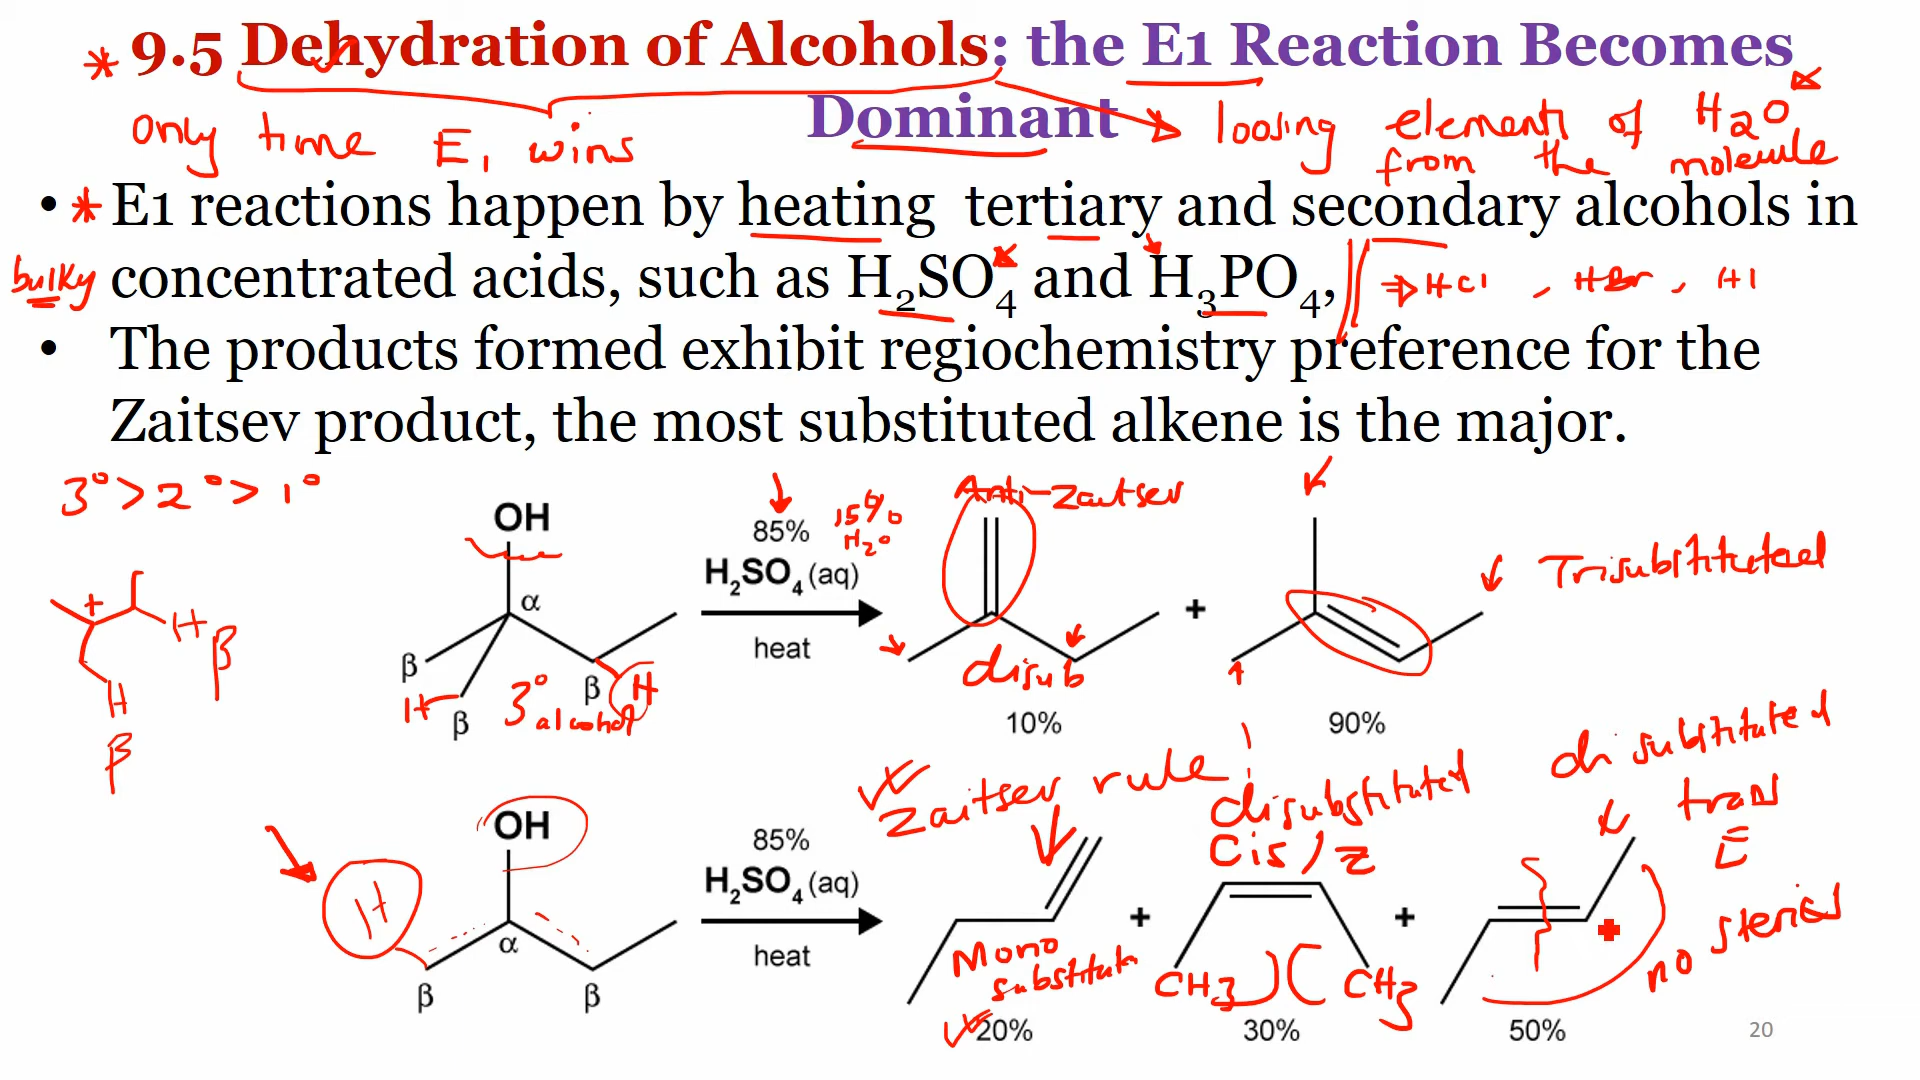 * 9.5 Dehydration of Alcohols: the E1 Reaction Becomes
Dominant
only time E1 wins
loosing elements of H2O
from the molecule
• * E1 reactions happen by heating tertiary and secondary alcohols in
bulky concentrated acids, such as H₂SO₄ and H₃PO₄, ⇒ HCl , HBr , HI
• The products formed exhibit regiochemistry preference for the
Zaitsev product, the most substituted alkene is the major.
3° > 2° > 1°
OH
85% 15% H2O
H₂SO₄ (aq)
heat
α
β
β
β
H
H
3° alcohol
+
H
β
H
β
Anti-Zaitsev
disub
10%
+
Trisubstituted
90%
Zaitsev rule
OH
H
α
β
β
85%
H₂SO₄ (aq)
heat
Mono
substitut
20%
+
disubstituted
Cis / Z
CH3 CH3
30%
+
disubstituted
trans
E
no sterics
50%
20